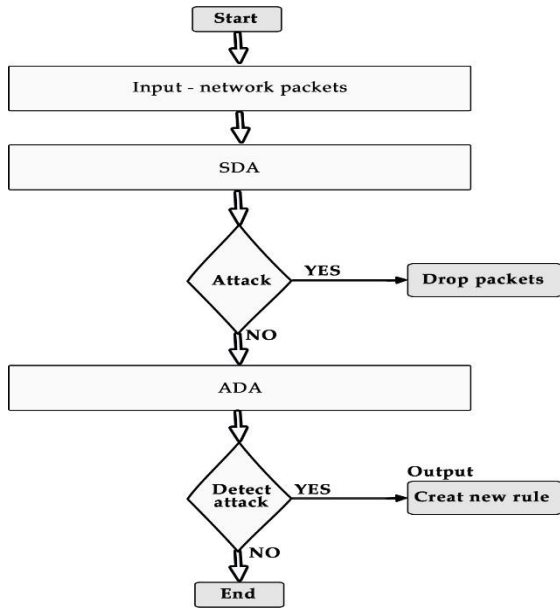 Start
Input - network packets
SDA
Attack
YES
Drop packets
NO
ADA
Detect
attack
YES
Output
Creat new rule
NO
End